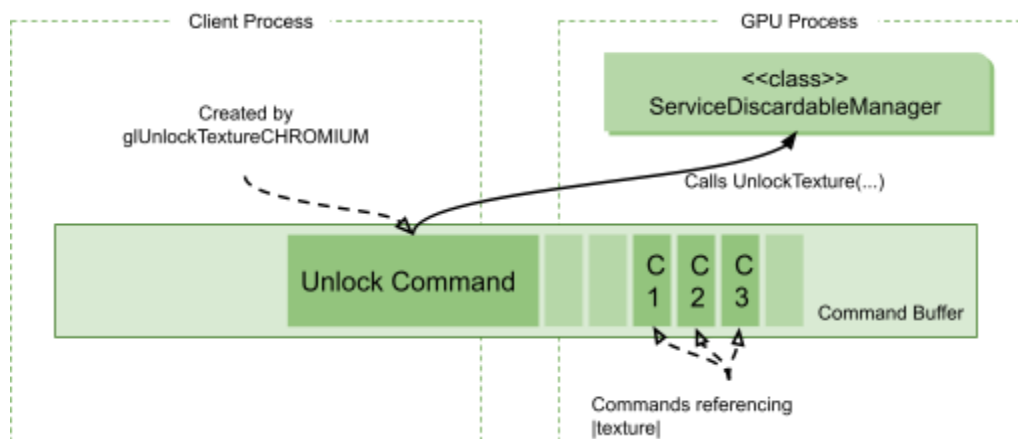 Client Process
GPU Process
<<class>>
ServiceDiscardableManager
Created by
glUnlockTextureCHROMIUM
Calls UnlockTexture(...)
Unlock Command
C
1
C
2
C
3
Command Buffer
Commands referencing
|texture|